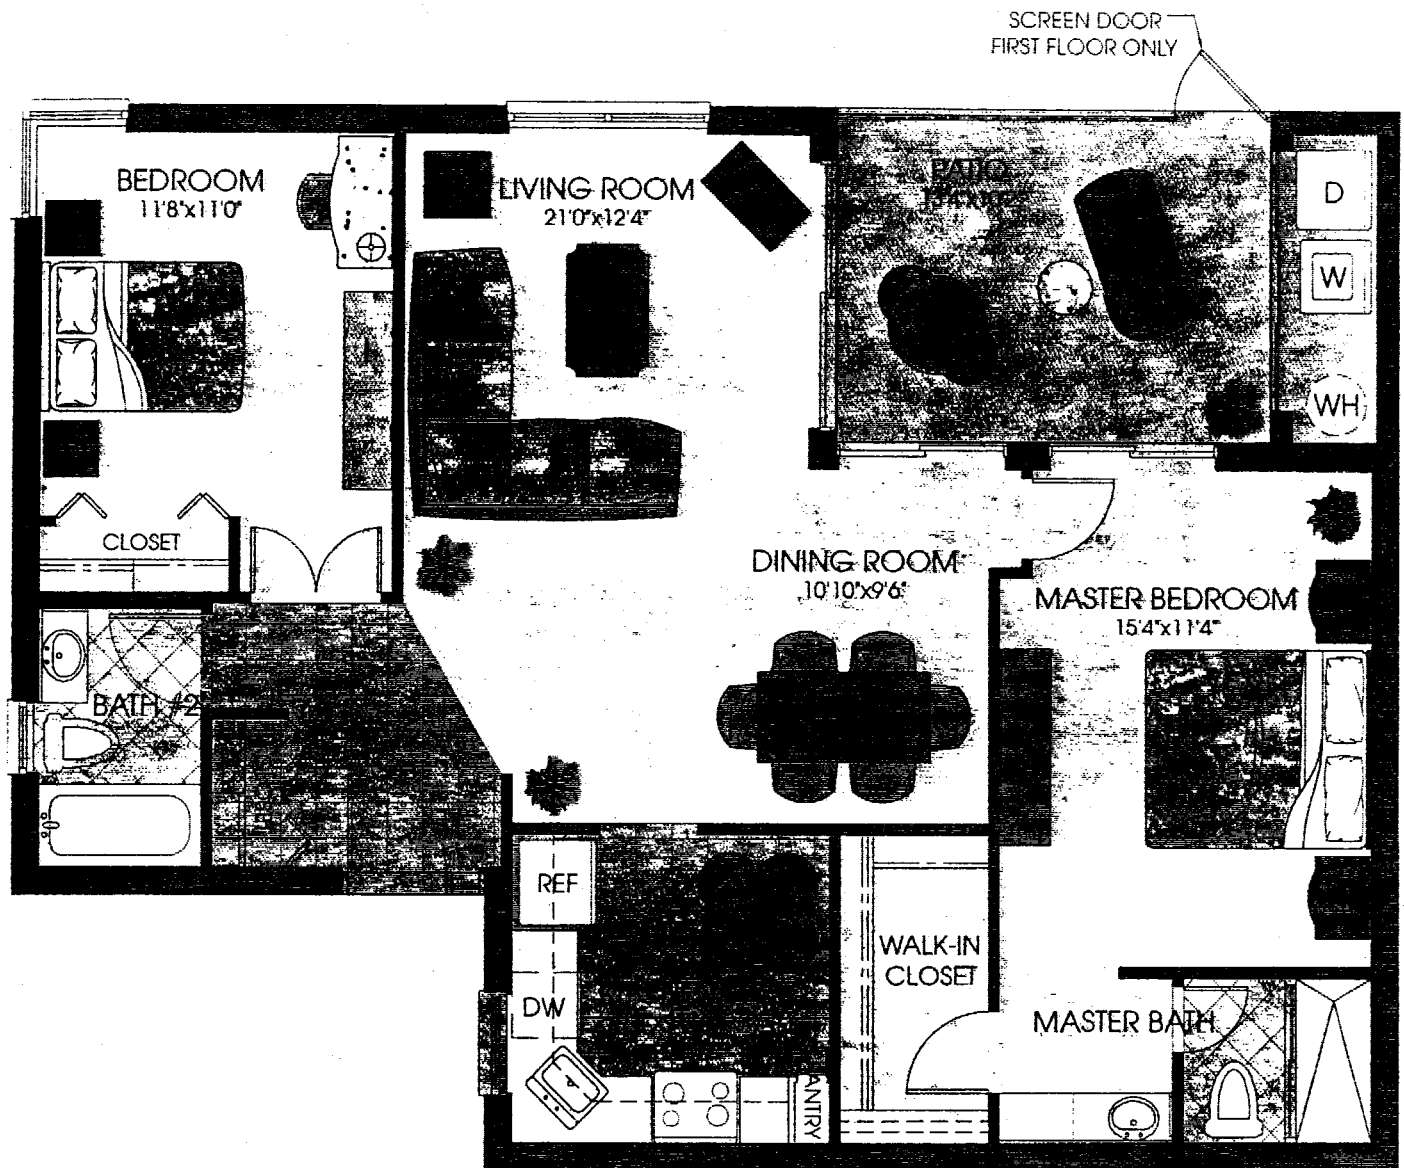 SCREEN DOOR
FIRST FLOOR ONLY
BEDROOM
11'8"x11'0"
LIVING ROOM
21'0"x12'4"
PATIO
D
W
WH
CLOSET
DINING ROOM
10'10"x9'6"
MASTER BEDROOM
15'4"x11'4"
BATH #2
REF
WALK-IN
CLOSET
DW
MASTER BATH
ANTRY